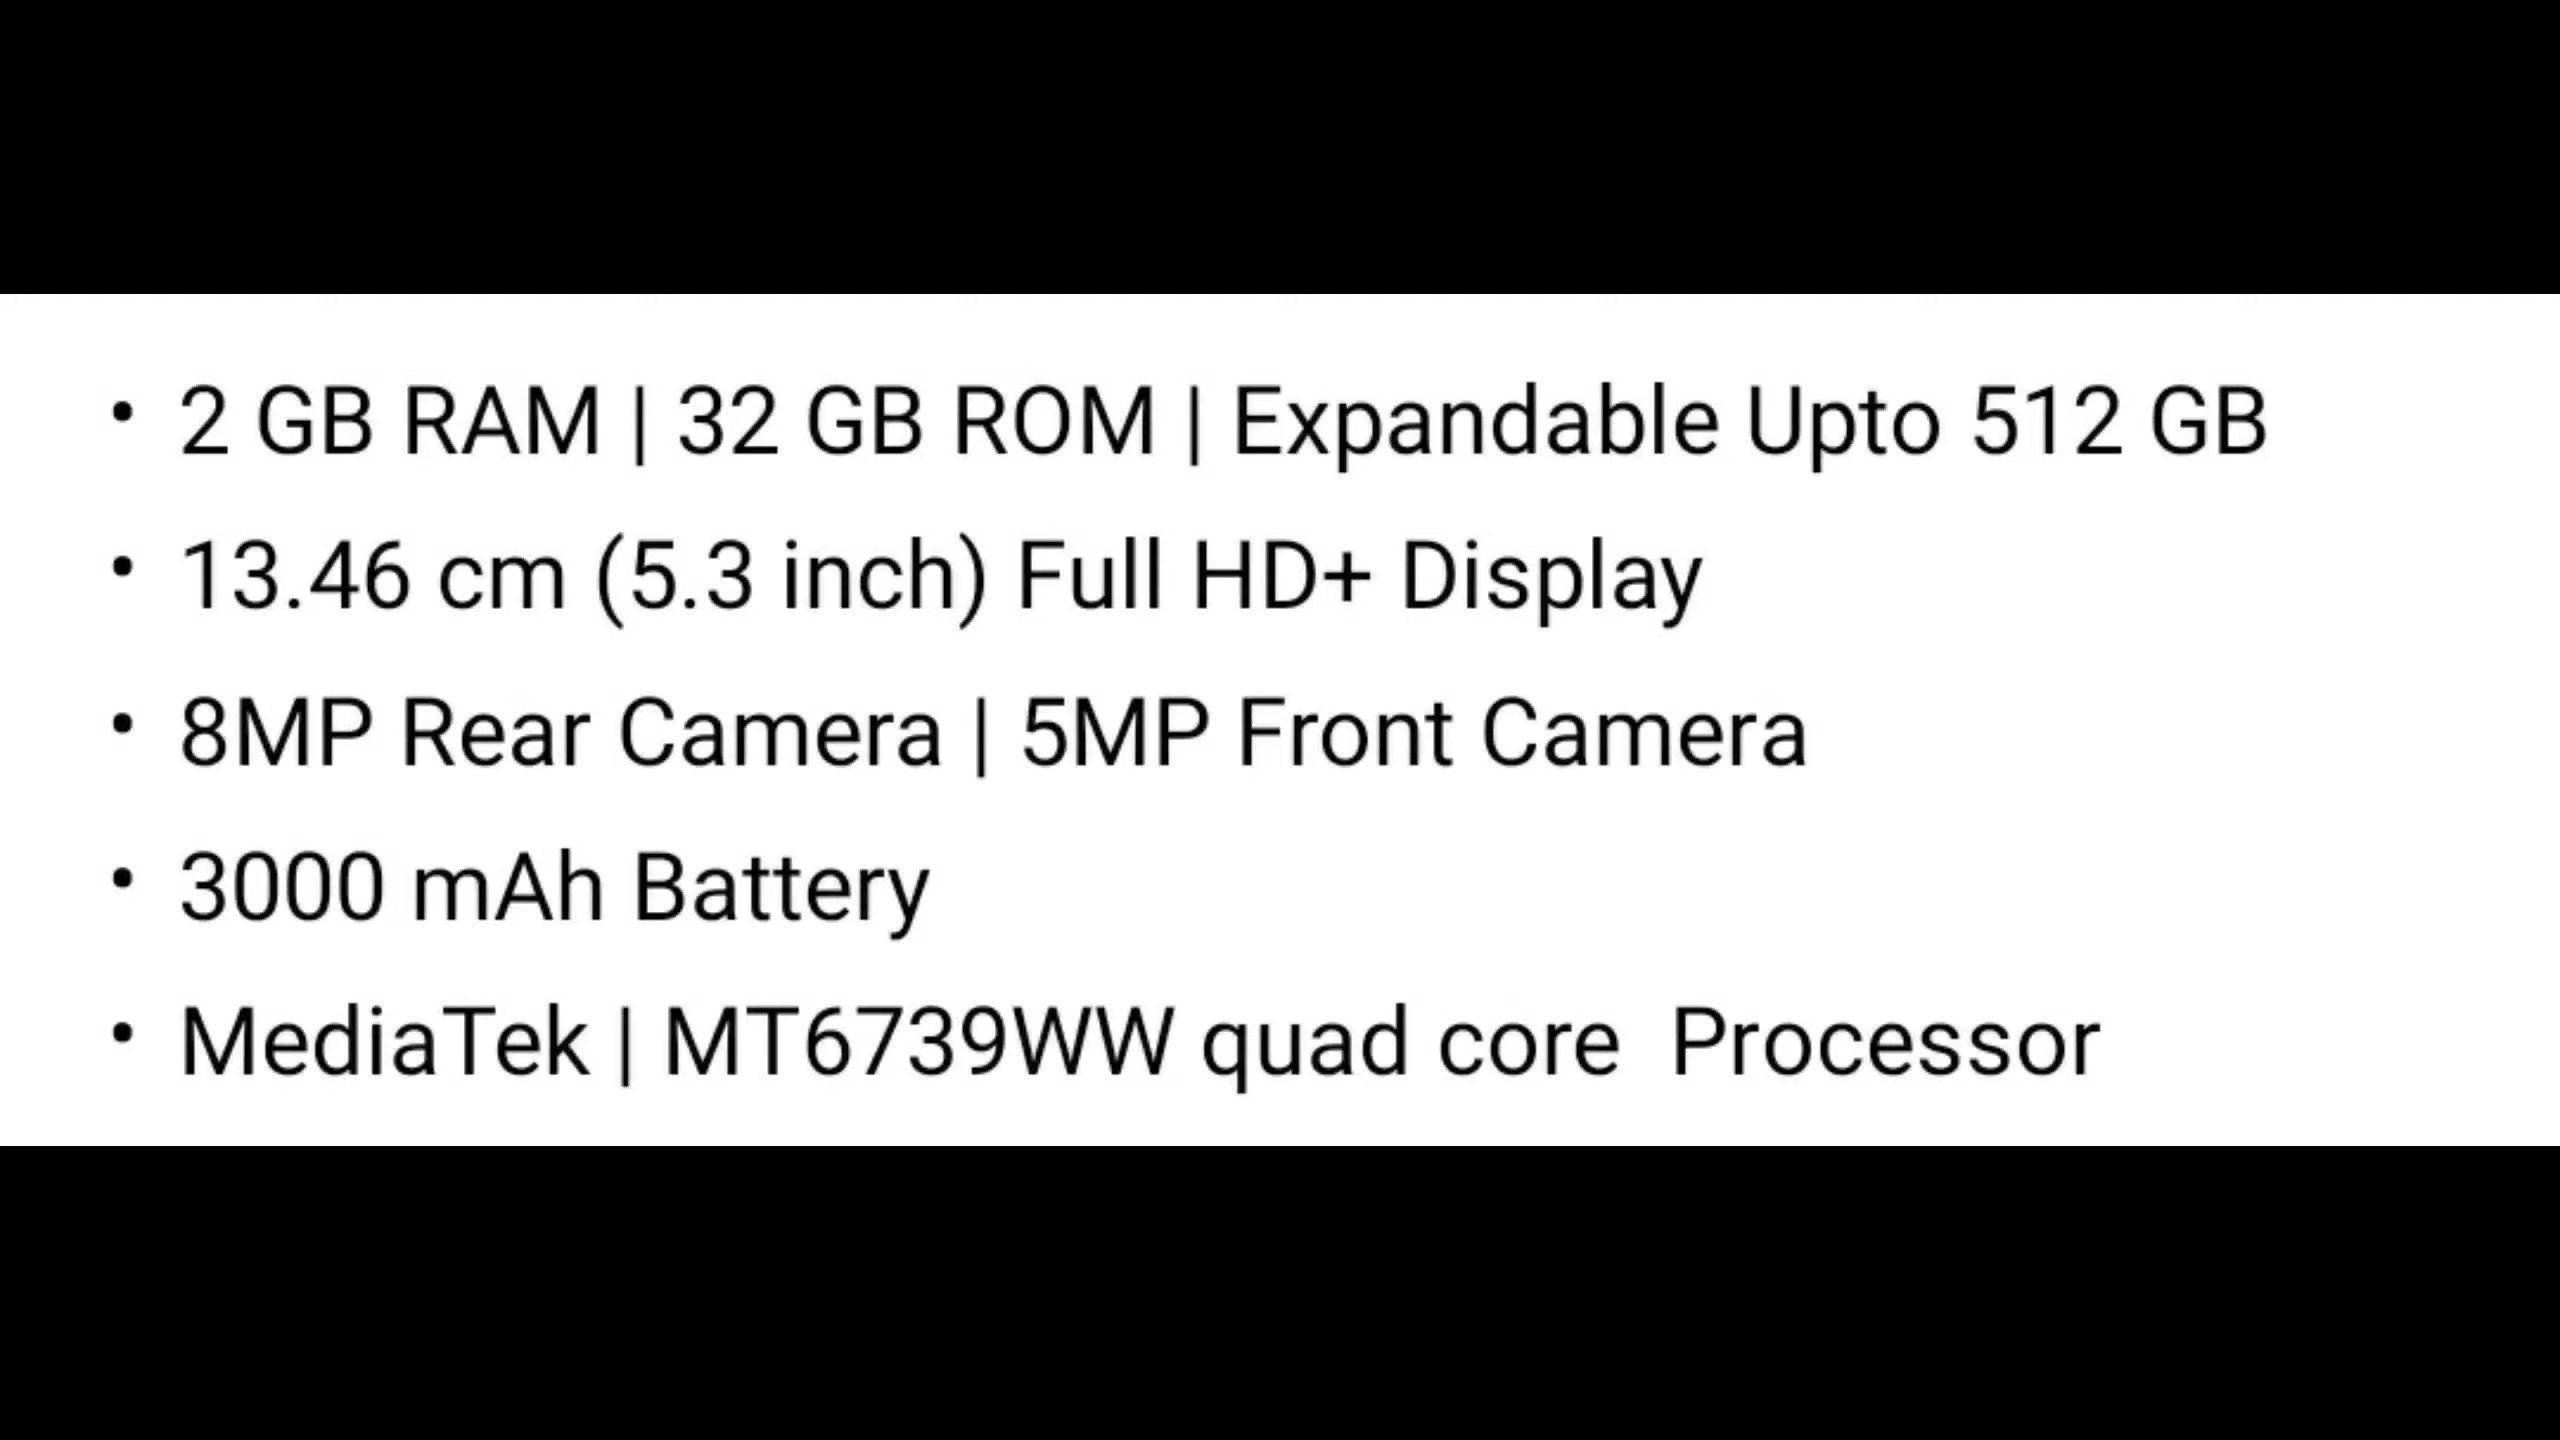 • 2 GB RAM | 32 GB ROM | Expandable Upto 512 GB
• 13.46 cm (5.3 inch) Full HD+ Display
• 8MP Rear Camera | 5MP Front Camera
• 3000 mAh Battery
• MediaTek | MT6739WW quad core  Processor